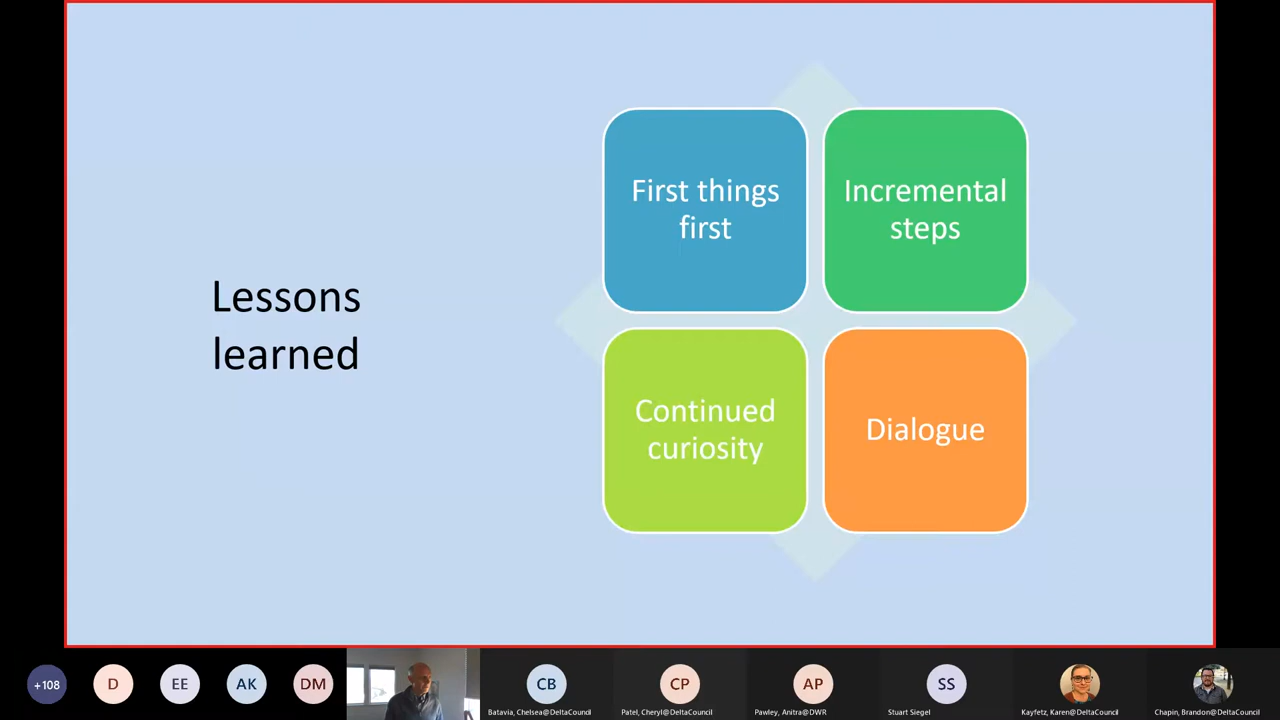 Lessons
learned
First things
first
Incremental
steps
Continued
curiosity
Dialogue
+108
D
EE
AK
DM
CB
CP
AP
SS
Batavia, Chelsea@DeltaCouncil
Patel, Cheryl@DeltaCouncil
Pawley, Anitra@DWR
Stuart Siegel
Kayfetz, Karen@DeltaCouncil
Chapin, Brandon@DeltaCouncil